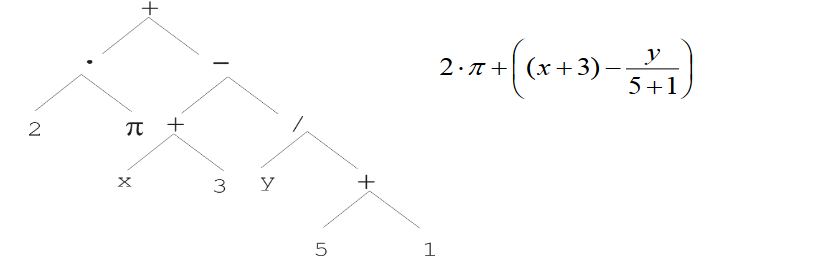 +
· −
2 π + /
x 3 y +
5 1
2 · π + ( (x + 3) − y / (5 + 1) )